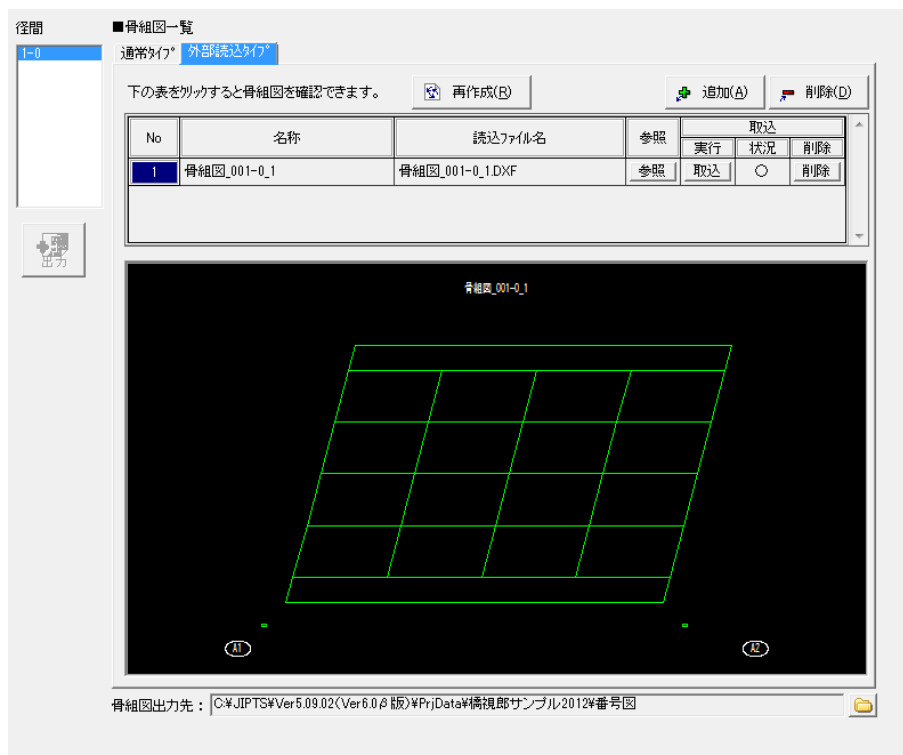 径間
■骨組図一覧
1-0
通常ﾀｲﾌﾟ 外部読込ﾀｲﾌﾟ
下の表をｸﾘｯｸすると骨組図を確認できます。 再作成(R) 追加(A) 削除(D)
No 名称 読込ﾌｧｲﾙ名 参照 取込
実行 状況 削除
1 骨組図_001-0_1 骨組図_001-0_1.DXF 参照 取込 ○ 削除
出力
骨組図_001-0_1
A1 A2
骨組図出力先： C:¥JIPTS¥Ver5.09.02(Ver6.0β版)¥PrjData¥橋視郎サンプル2012¥番号図